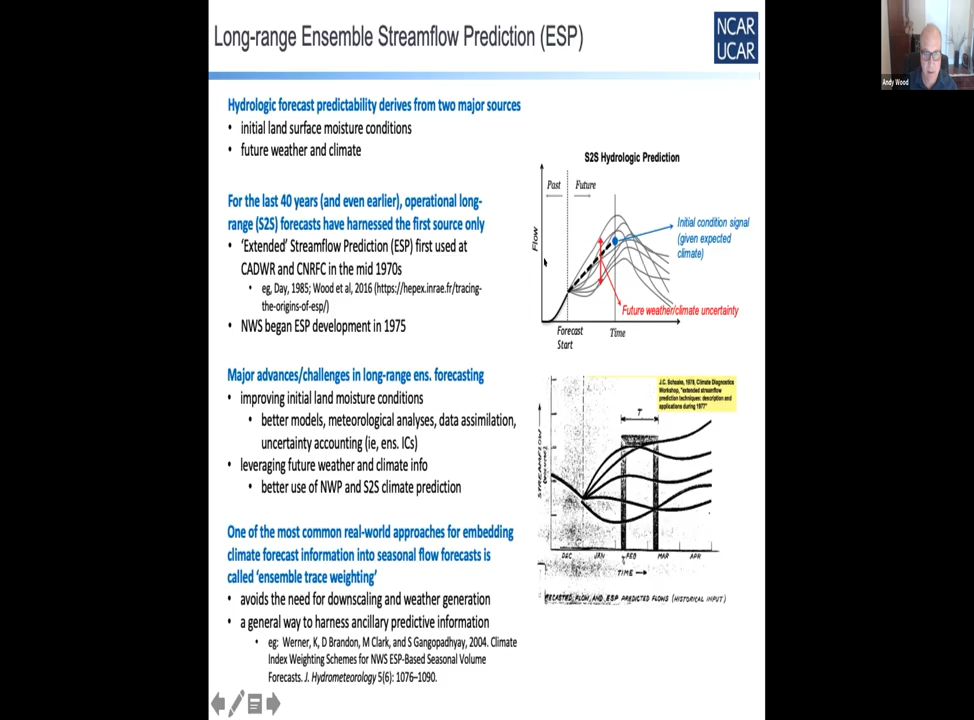 Long-range Ensemble Streamflow Prediction (ESP)
NCAR
UCAR
Andy Wood
Hydrologic forecast predictability derives from two major sources
• initial land surface moisture conditions
• future weather and climate
For the last 40 years (and even earlier), operational long-
range (S2S) forecasts have harnessed the first source only
• 'Extended' Streamflow Prediction (ESP) first used at
CADWR and CNRFC in the mid 1970s
• eg, Day, 1985; Wood et al, 2016 (https://hepex.inrae.fr/tracing-
the-origins-of-esp/)
• NWS began ESP development in 1975
Major advances/challenges in long-range ens. forecasting
• improving initial land moisture conditions
• better models, meteorological analyses, data assimilation,
uncertainty accounting (ie, ens. ICs)
• leveraging future weather and climate info
• better use of NWP and S2S climate prediction
One of the most common real-world approaches for embedding
climate forecast information into seasonal flow forecasts is
called 'ensemble trace weighting'
• avoids the need for downscaling and weather generation
• a general way to harness ancillary predictive information
• eg: Werner, K, D Brandon, M Clark, and S Gangopadhyay, 2004. Climate
Index Weighting Schemes for NWS ESP-Based Seasonal Volume
Forecasts. J. Hydrometeorology 5(6): 1076–1090.
S2S Hydrologic Prediction
Past
Future
Flow
Initial condition signal
(given expected
climate)
Future weather/climate uncertainty
Forecast
Start
Time
J.C. Schaake, 1978, Climate Diagnostics
Workshop, "extended streamflow
prediction techniques: description and
applications during 1977"
T
STREAMFLOW
DEC JAN FEB MAR APR
TIME
ECASTED FLOW AND ESP PREDICTED FLOWS (HISTORICAL INPUT)